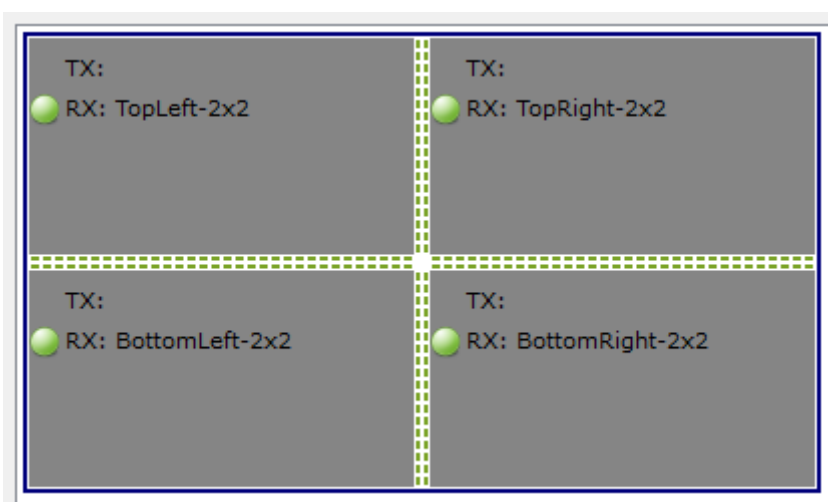 TX:
RX: TopLeft-2x2
TX:
RX: TopRight-2x2
TX:
RX: BottomLeft-2x2
TX:
RX: BottomRight-2x2